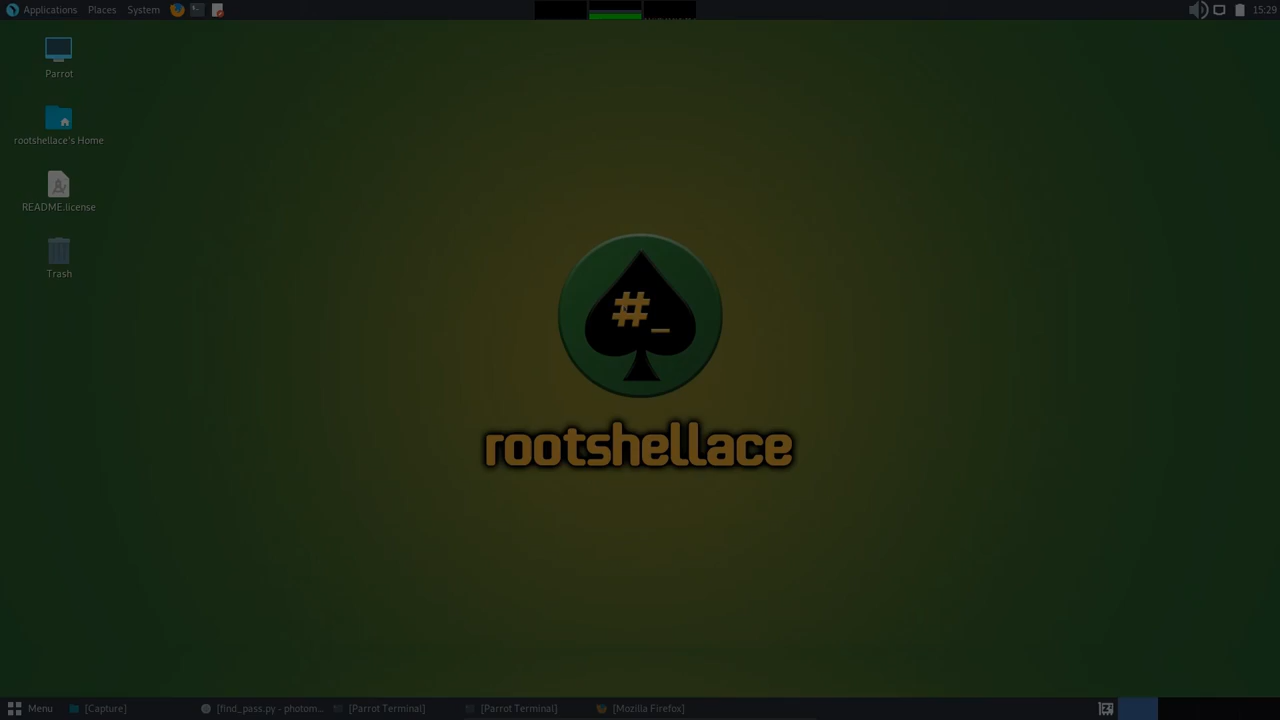 Applications Places System 15:29
Parrot
rootshellace's Home
README.license
Trash
#_
rootshellace
Menu [Capture] [find_pass.py - photom... [Parrot Terminal] [Parrot Terminal] [Mozilla Firefox]